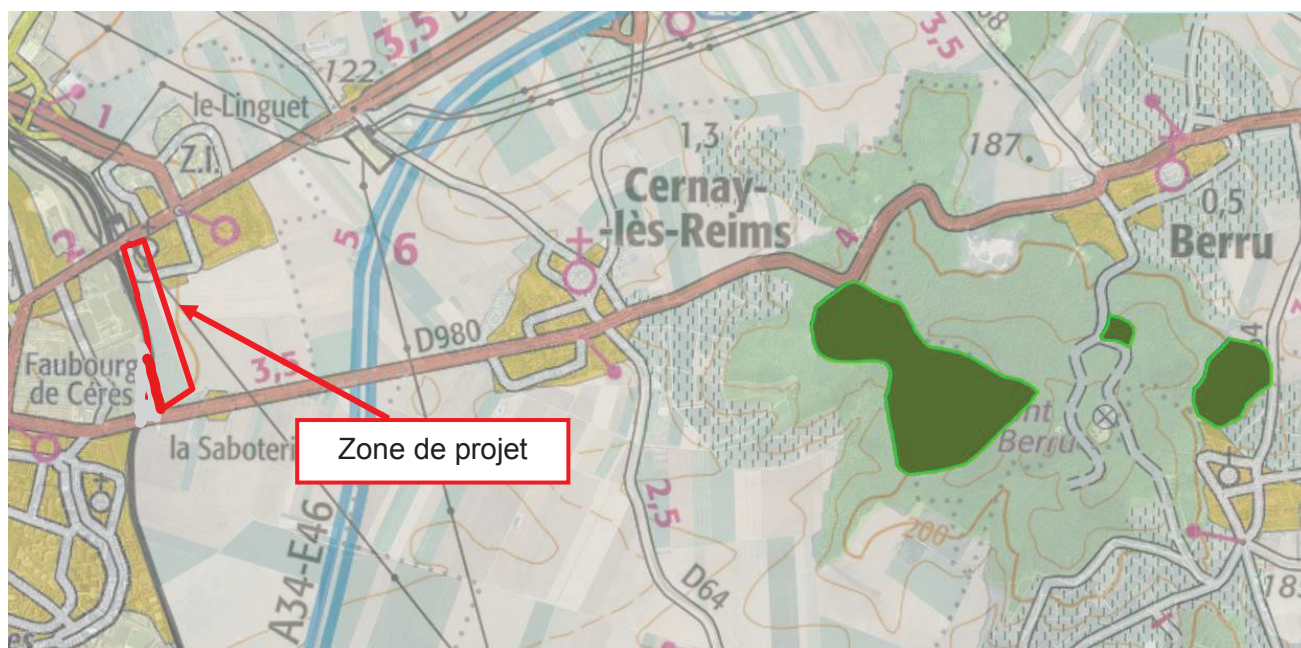 3,5
122
le-Linguet
1
Z.I.
2
5
6
1,3
Cernay-
-lès-Reims
4
187
0,5
Berru
D980
3,5
Faubourg
de Cérès
la Saboteri
Zone de projet
3,5
2,5
A34-E46
D64
Berru
200
1